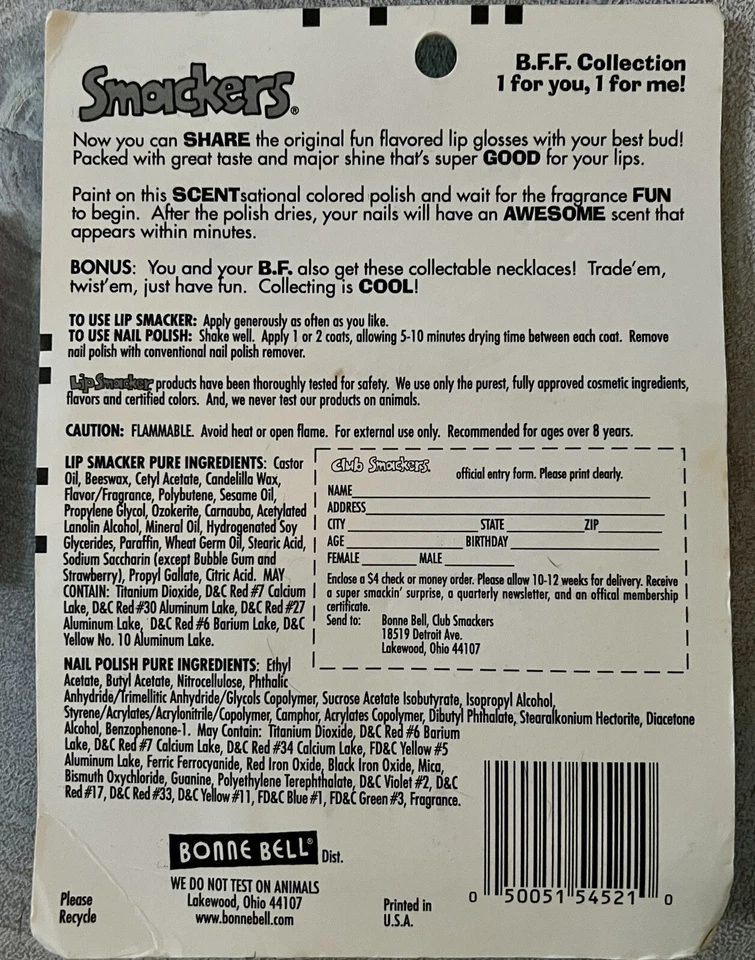 Smackers®
B.F.F. Collection
1 for you, 1 for me!
Now you can SHARE the original fun flavored lip glosses with your best bud!
Packed with great taste and major shine that's super GOOD for your lips.
Paint on this SCENTsational colored polish and wait for the fragrance FUN
to begin. After the polish dries, your nails will have an AWESOME scent that
appears within minutes.
BONUS: You and your B.F. also get these collectable necklaces! Trade'em,
twist'em, just have fun. Collecting is COOL!
TO USE LIP SMACKER: Apply generously as often as you like.
TO USE NAIL POLISH: Shake well. Apply 1 or 2 coats, allowing 5-10 minutes drying time between each coat. Remove
nail polish with conventional nail polish remover.
Lip Smacker products have been thoroughly tested for safety. We use only the purest, fully approved cosmetic ingredients,
flavors and certified colors. And, we never test our products on animals.
CAUTION: FLAMMABLE. Avoid heat or open flame. For external use only. Recommended for ages over 8 years.
LIP SMACKER PURE INGREDIENTS: Castor
Oil, Beeswax, Cetyl Acetate, Candelilla Wax,
Flavor/Fragrance, Polybutene, Sesame Oil,
Propylene Glycol, Ozokerite, Carnauba, Acetylated
Lanolin Alcohol, Mineral Oil, Hydrogenated Soy
Glycerides, Paraffin, Wheat Germ Oil, Stearic Acid,
Sodium Saccharin (except Bubble Gum and
Strawberry), Propyl Gallate, Citric Acid. MAY
CONTAIN: Titanium Dioxide, D&C Red #7 Calcium
Lake, D&C Red #30 Aluminum Lake, D&C Red #27
Aluminum Lake, D&C Red #6 Barium Lake, D&C
Yellow No. 10 Aluminum Lake.
Club Smackers
official entry form. Please print clearly.
NAME
ADDRESS
CITY STATE ZIP
AGE BIRTHDAY
FEMALE MALE
Enclose a $4 check or money order. Please allow 10-12 weeks for delivery. Receive
a super smackin' surprise, a quarterly newsletter, and an offical membership
certificate.
Send to: Bonne Bell, Club Smackers
18519 Detroit Ave.
Lakewood, Ohio 44107
NAIL POLISH PURE INGREDIENTS: Ethyl
Acetate, Butyl Acetate, Nitrocellulose, Phthalic
Anhydride/Trimellitic Anhydride/Glycols Copolymer, Sucrose Acetate Isobutyrate, Isopropyl Alcohol,
Styrene/Acrylates/Acrylonitrile/Copolymer, Camphor, Acrylates Copolymer, Dibutyl Phthalate, Stearalkonium Hectorite, Diacetone
Alcohol, Benzophenone-1. May Contain: Titanium Dioxide, D&C Red #6 Barium
Lake, D&C Red #7 Calcium Lake, D&C Red #34 Calcium Lake, FD&C Yellow #5
Aluminum Lake, Ferric Ferrocyanide, Red Iron Oxide, Black Iron Oxide, Mica,
Bismuth Oxychloride, Guanine, Polyethylene Terephthalate, D&C Violet #2, D&C
Red #17, D&C Red #33, D&C Yellow #11, FD&C Blue #1, FD&C Green #3, Fragrance.
BONNE BELL® Dist.
WE DO NOT TEST ON ANIMALS
Lakewood, Ohio 44107
www.bonnebell.com
Please
Recycle
Printed in
U.S.A.
0 50051 54521 0